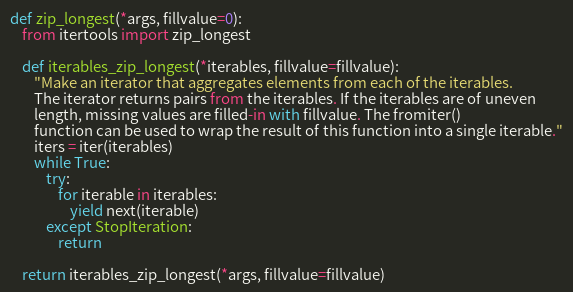 def zip_longest(*args, fillvalue=0):
from itertools import zip_longest
def iterables_zip_longest(*iterables, fillvalue=fillvalue):
"Make an iterator that aggregates elements from each of the iterables.
The iterator returns pairs from the iterables. If the iterables are of uneven
length, missing values are filled-in with fillvalue. The fromiter()
function can be used to wrap the result of this function into a single iterable."
iters = iter(iterables)
while True:
try:
for iterable in iterables:
yield next(iterable)
except StopIteration:
return
return iterables_zip_longest(*args, fillvalue=fillvalue)